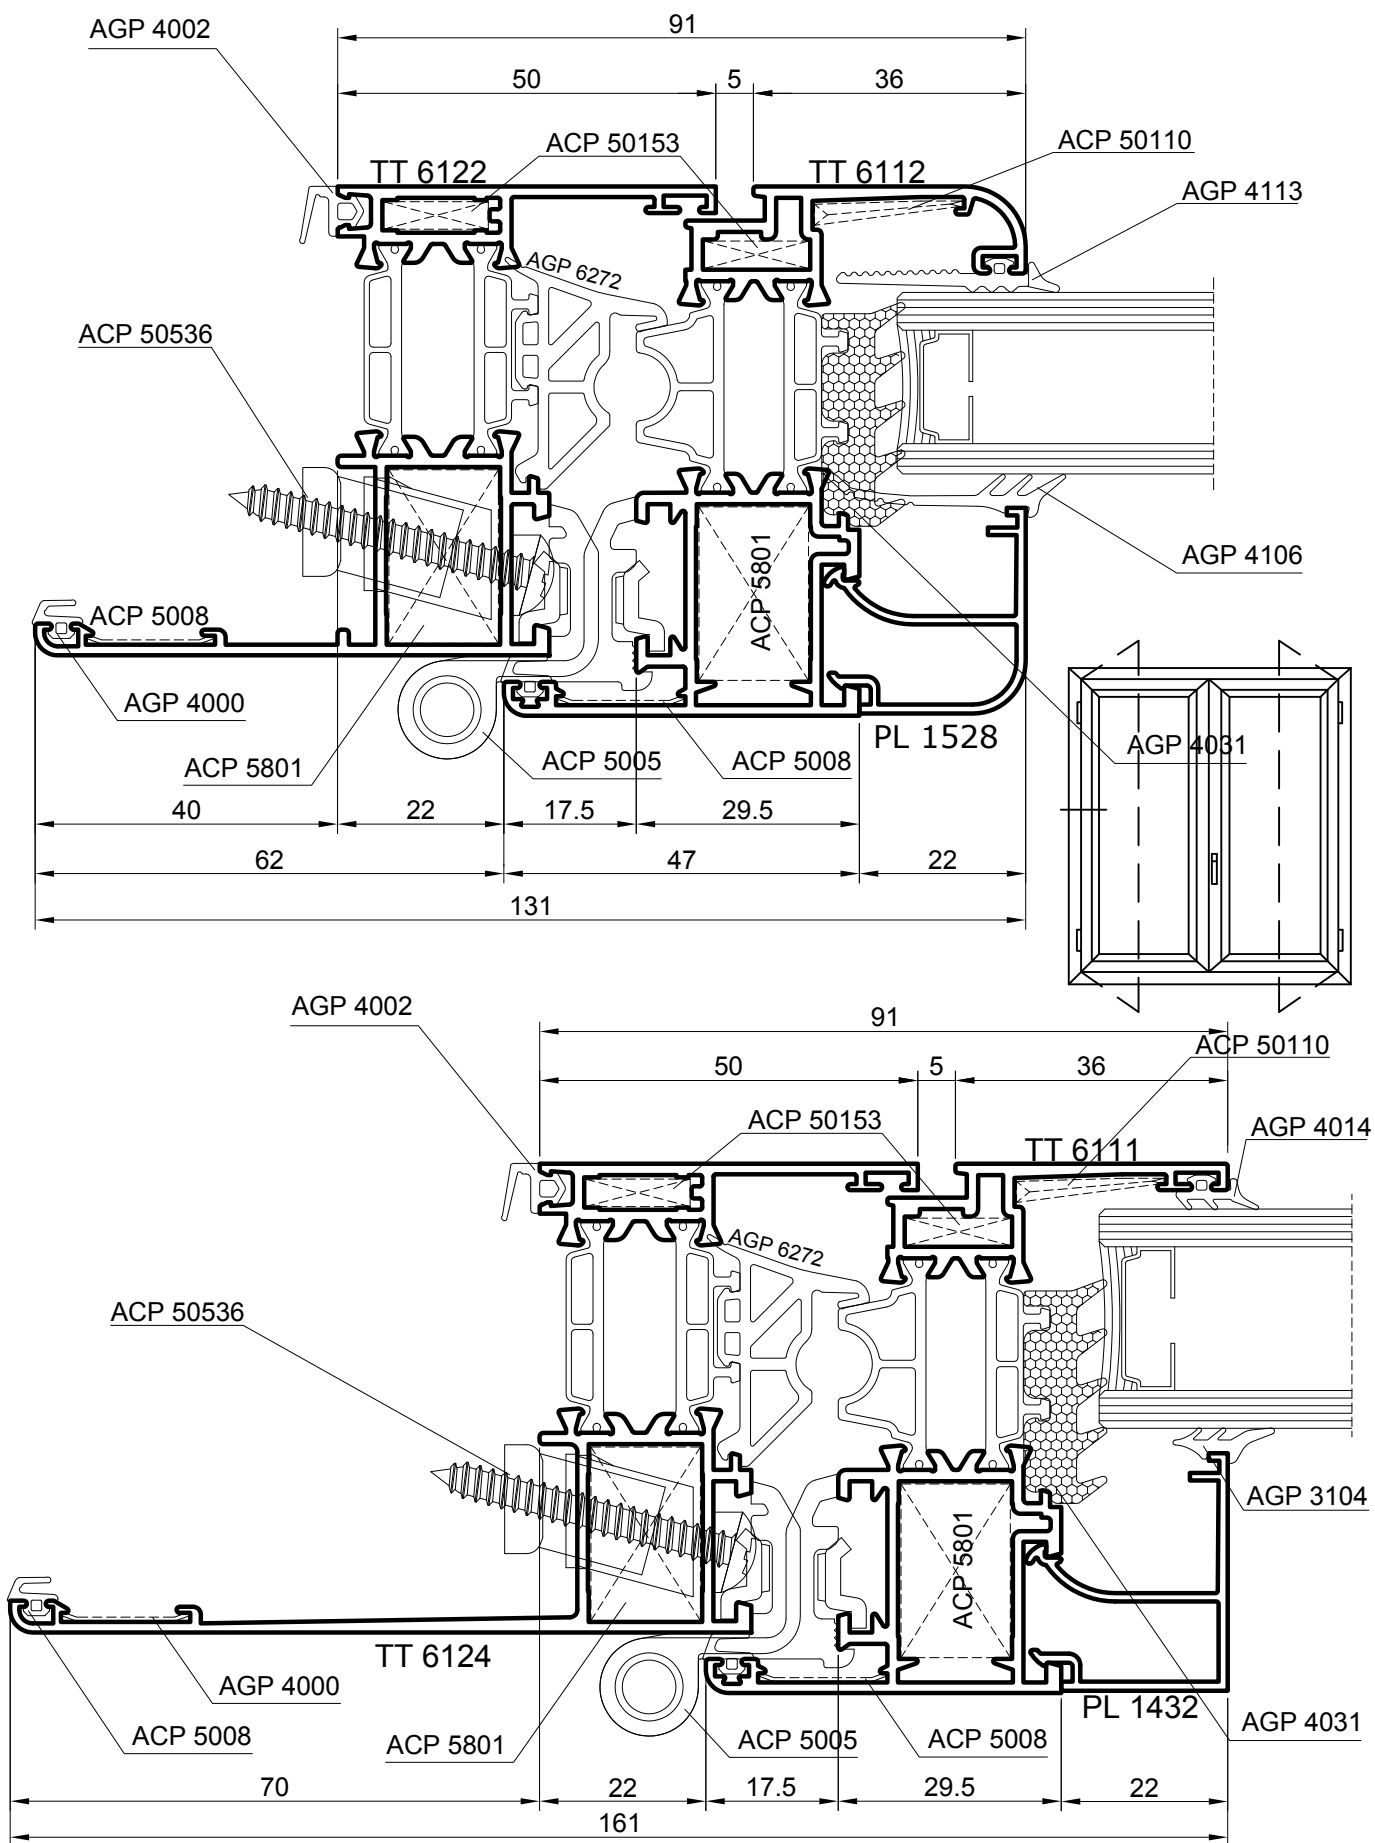 91
AGP 4002
50
5
36
ACP 50153
ACP 50110
TT 6122
TT 6112
AGP 4113
AGP 6272
ACP 50536
ACP 5801
AGP 4106
ACP 5008
AGP 4000
PL 1528
AGP 4031
ACP 5801
ACP 5005
ACP 5008
40
22
17.5
29.5
62
47
22
131
AGP 4002
91
ACP 50110
50
5
36
ACP 50153
TT 6111
AGP 4014
AGP 6272
ACP 50536
AGP 3104
ACP 5801
TT 6124
AGP 4000
PL 1432
AGP 4031
ACP 5008
ACP 5801
ACP 5005
ACP 5008
70
22
17.5
29.5
22
161